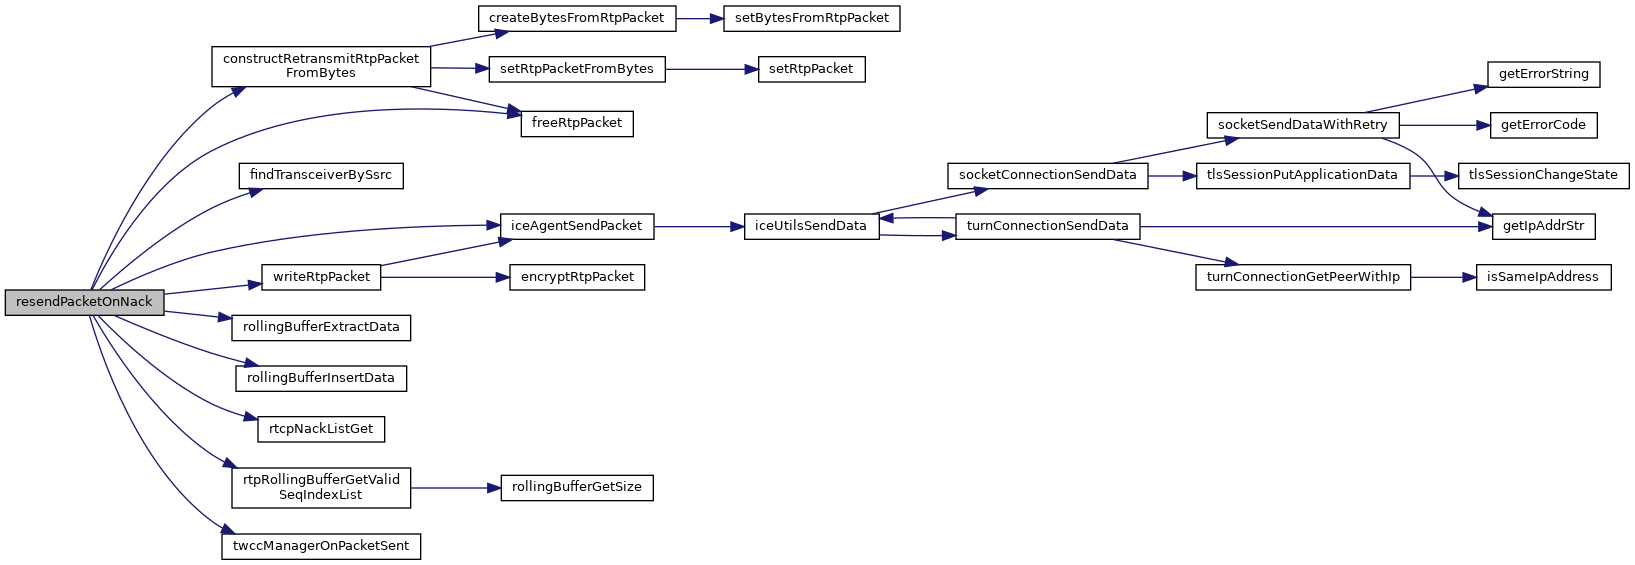 createBytesFromRtpPacket
setBytesFromRtpPacket
constructRetransmitRtpPacket
FromBytes
setRtpPacketFromBytes
setRtpPacket
getErrorString
freeRtpPacket
socketSendDataWithRetry
getErrorCode
findTransceiverBySsrc
socketConnectionSendData
tlsSessionPutApplicationData
tlsSessionChangeState
iceAgentSendPacket
iceUtilsSendData
turnConnectionSendData
getIpAddrStr
writeRtpPacket
encryptRtpPacket
turnConnectionGetPeerWithIp
isSameIpAddress
resendPacketOnNack
rollingBufferExtractData
rollingBufferInsertData
rtcpNackListGet
rtpRollingBufferGetValid
SeqIndexList
rollingBufferGetSize
twccManagerOnPacketSent